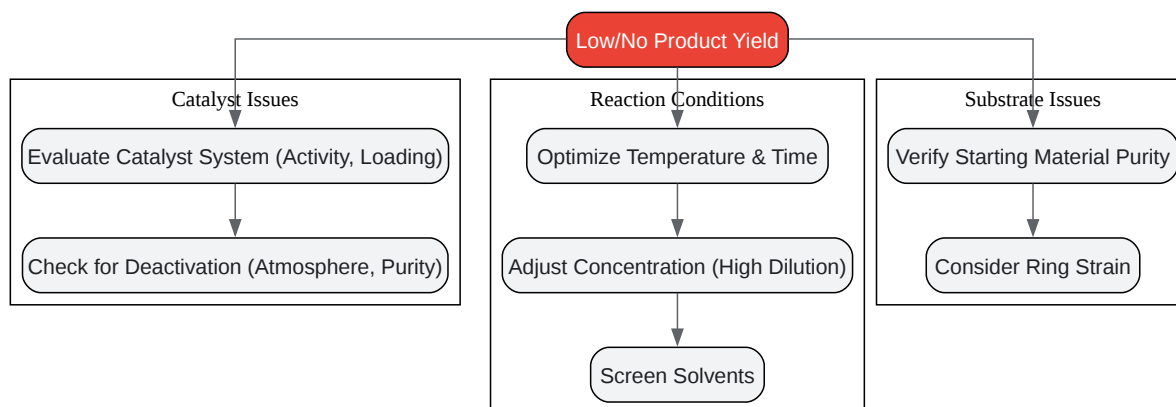 Low/No Product Yield
Catalyst Issues
Evaluate Catalyst System (Activity, Loading)
Check for Deactivation (Atmosphere, Purity)
Reaction Conditions
Optimize Temperature & Time
Adjust Concentration (High Dilution)
Screen Solvents
Substrate Issues
Verify Starting Material Purity
Consider Ring Strain